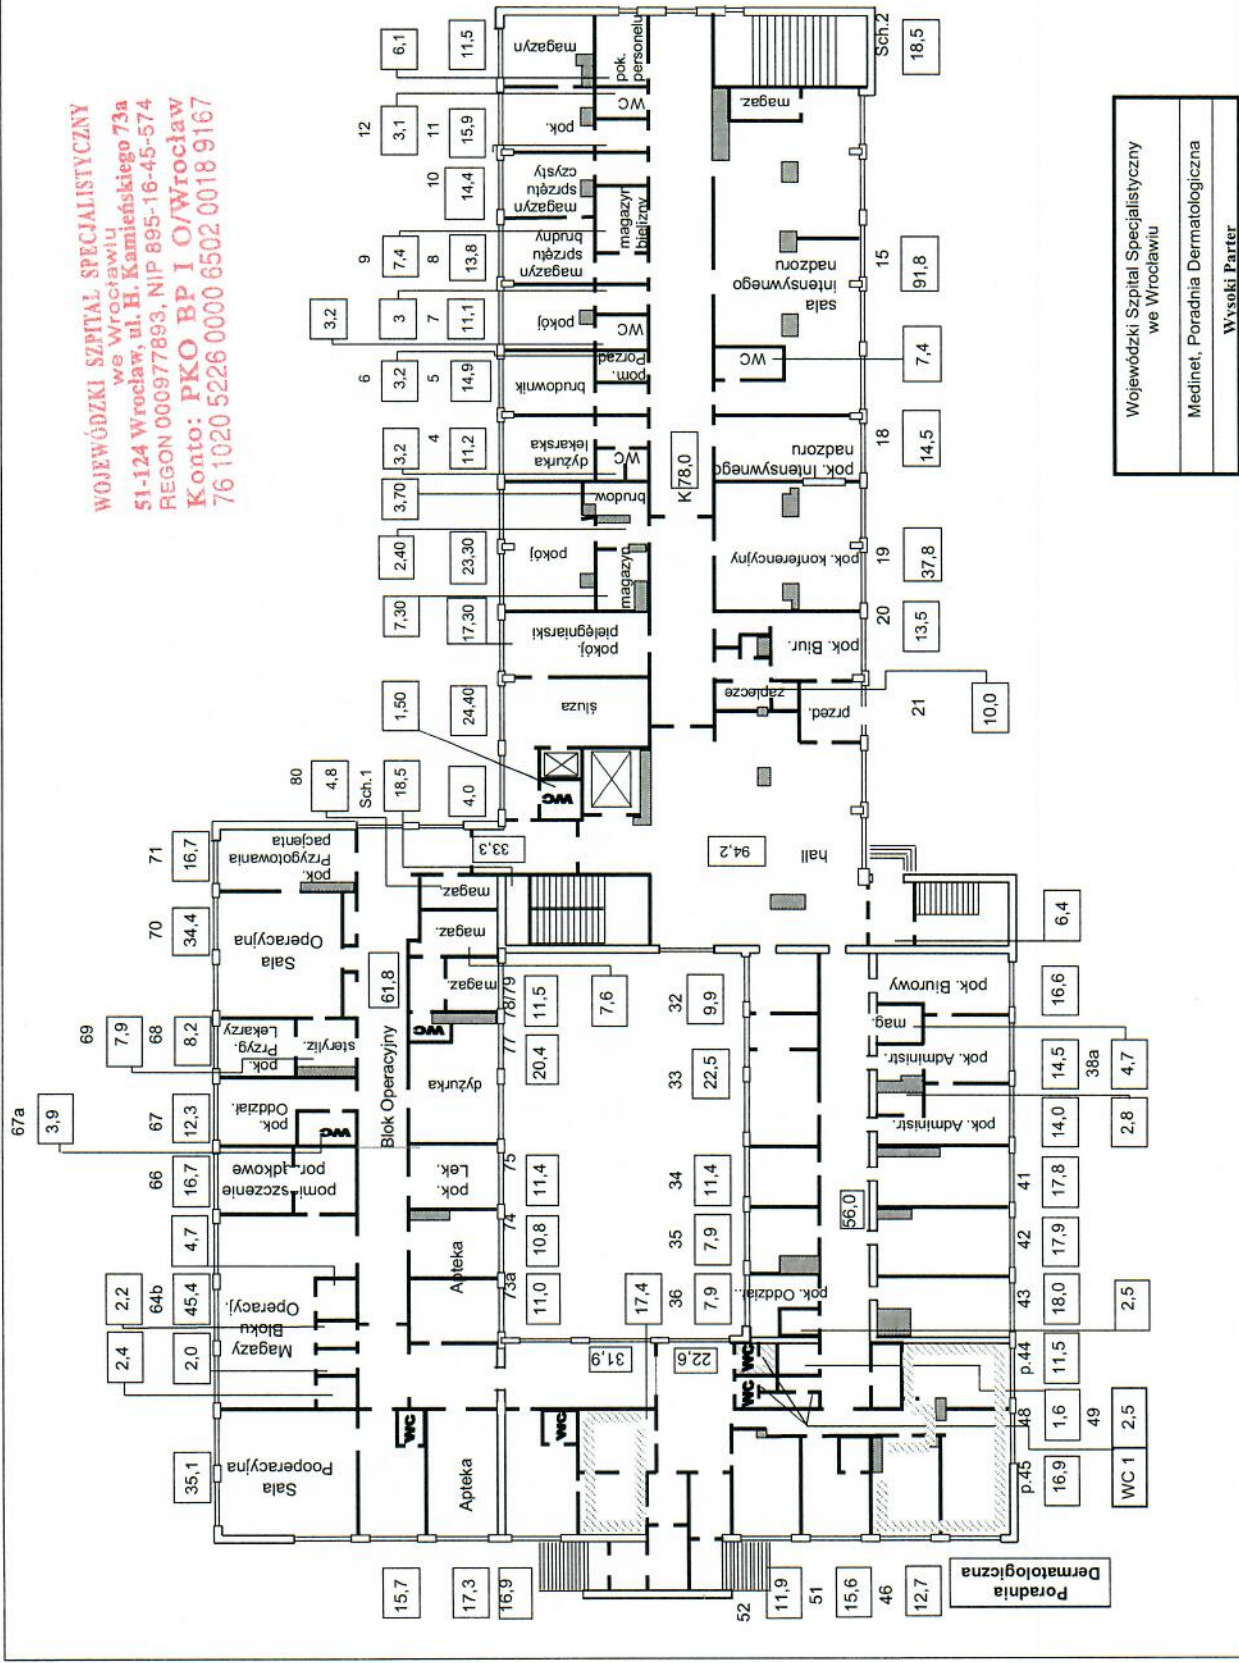 WOJEWÓDZKI SZPITAL SPECJALISTYCZNY
we Wrocławiu
51-124 Wrocław, ul. H. Kamieńskiego 73a
REGON 000977893, NIP 895-16-45-574
Konto: PKO BP I O/Wrocław
76 1020 5226 0000 6502 0018 9167
67a
3,9
69
7,9
71
16,7
70
34,4
68
8,2
67
12,3
66
16,7
4,7
2,2
64b
45,4
2,4
2,0
35,1
pok.
Przygotowania
pacjenta
Sala
Operacyjna
pok.
Przyg.
Lekarzy
steryliz.
pok.
Oddział.
WC
pomieszczenie
porządkowe
Magazy
Bloku
Operacyj.
Sala
Pooperacyjna
61,8
Blok Operacyjny
magaz.
magaz.
magaz.
WC
dyżurka
pok.
Lek.
Apteka
WC
Apteka
WC
80
4,8
Sch.1
18,5
4,0
1,50
33,3
78/79
11,5
7,6
77
20,4
75
11,4
74
10,8
73a
11,0
17,4
31,9
22,6
15,7
17,3
16,9
6,1
11,5
12
3,1
11
15,9
10
14,4
9
7,4
8
13,8
3,2
3
7
11,1
6
3,2
5
14,9
4
3,2
11,2
3,70
2,40
23,30
7,30
17,30
24,40
magazyn
pok.
personelu
WC
pok.
magazyn
sprzętu
czysty
magazyn
bielizny
magazyn
sprzętu
brudny
pokój
WC
pom.
Porząd
brudownik
dyżurka
lekarska
WC
brudow.
pokój
magazyn
pokój.
pielęgniarski
śluza
WC
K78,0
magaz.
sala
intensywnego
nadzoru
WC
pok. Intensywnego
nadzoru
pok. konferencyjny
pok. Biur.
zaplecze
przed.
94,2
hall
Sch.2
18,5
15
91,8
7,4
18
14,5
19
37,8
20
13,5
21
10,0
32
9,9
33
22,5
34
11,4
35
7,9
36
7,9
pok. Oddział..
WC
WC
56,0
pok. Biurowy
mag.
pok. Administr.
pok. Administr.
6,4
16,6
14,5
38a
4,7
14,0
2,8
41
17,8
42
17,9
43
18,0
2,5
p.44
11,5
48
1,6
49
2,5
p.45
16,9
WC 1
52
11,9
51
15,6
46
12,7
Poradnia
Dermatologiczna
Wojewódzki Szpital Specjalistyczny
we Wrocławiu
Medinet, Poradnia Dermatologiczna
Wysoki Parter